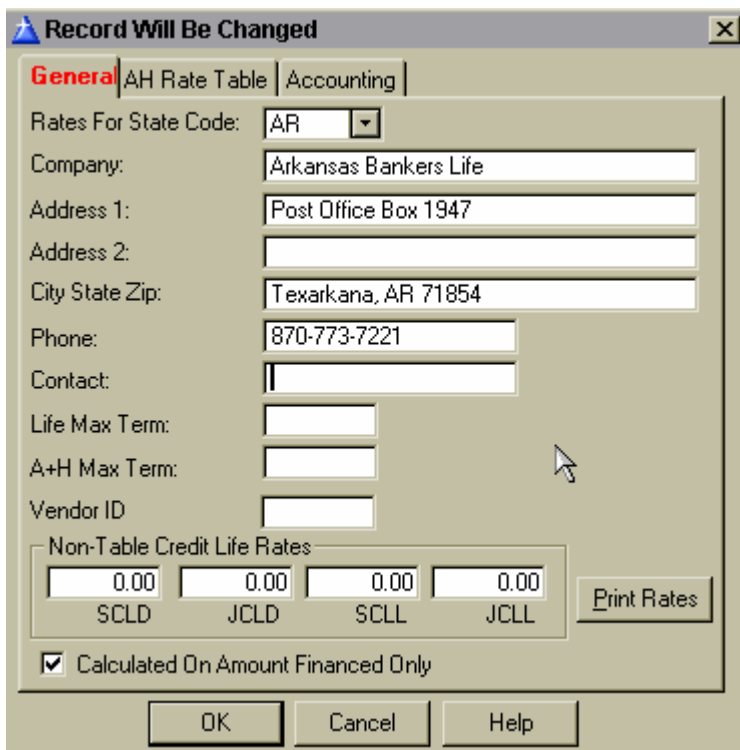 Record Will Be Changed
General AH Rate Table Accounting
Rates For State Code: AR
Company: Arkansas Bankers Life
Address 1: Post Office Box 1947
Address 2:
City State Zip: Texarkana, AR 71854
Phone: 870-773-7221
Contact:
Life Max Term:
A+H Max Term:
Vendor ID
Non-Table Credit Life Rates
0.00 0.00 0.00 0.00
SCLD JCLD SCLL JCLL
Print Rates
Calculated On Amount Financed Only
OK Cancel Help